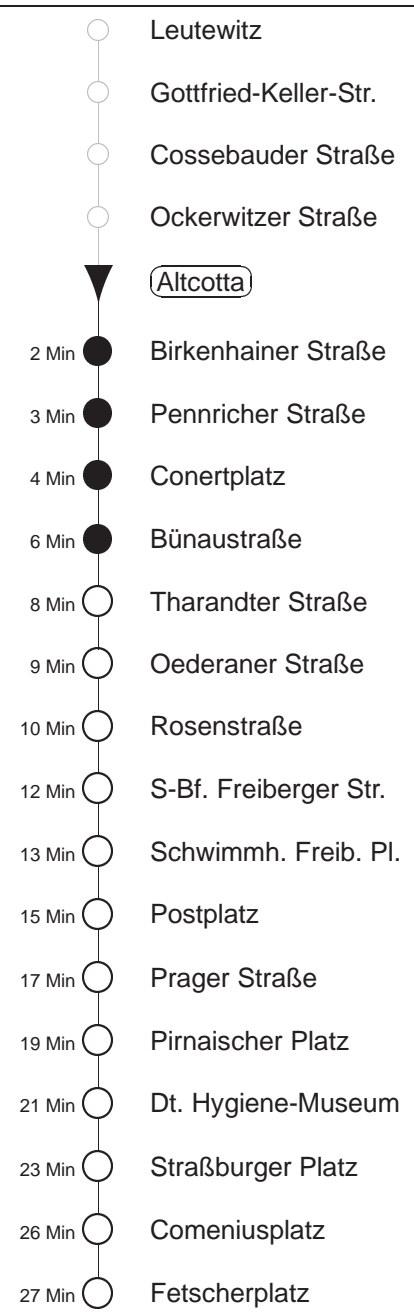 Leutewitz
Gottfried-Keller-Str.
Cossebauder Straße
Ockerwitzer Straße
Altcotta
2 Min Birkenhainer Straße
3 Min Pennricher Straße
4 Min Conertplatz
6 Min Bünaustraße
8 Min Tharandter Straße
9 Min Oederaner Straße
10 Min Rosenstraße
12 Min S-Bf. Freiberger Str.
13 Min Schwimmh. Freib. Pl.
15 Min Postplatz
17 Min Prager Straße
19 Min Pirnaischer Platz
21 Min Dt. Hygiene-Museum
23 Min Straßburger Platz
26 Min Comeniusplatz
27 Min Fetscherplatz